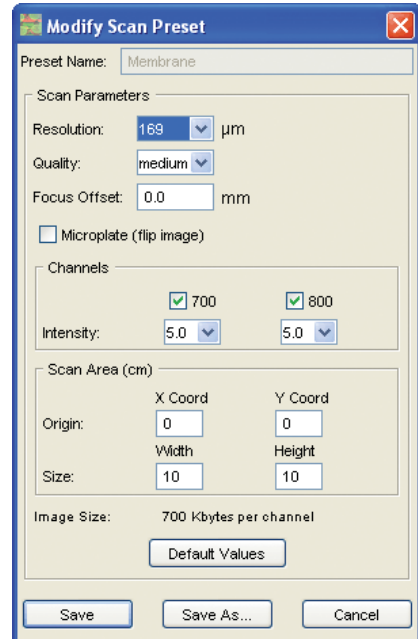 Modify Scan Preset
Preset Name: Membrane
Scan Parameters
Resolution: 169 µm
Quality: medium
Focus Offset: 0.0 mm
Microplate (flip image)
Channels
700 800
Intensity: 5.0 5.0
Scan Area (cm)
X Coord Y Coord
Origin: 0 0
Width Height
Size: 10 10
Image Size: 700 Kbytes per channel
Default Values
Save Save As... Cancel